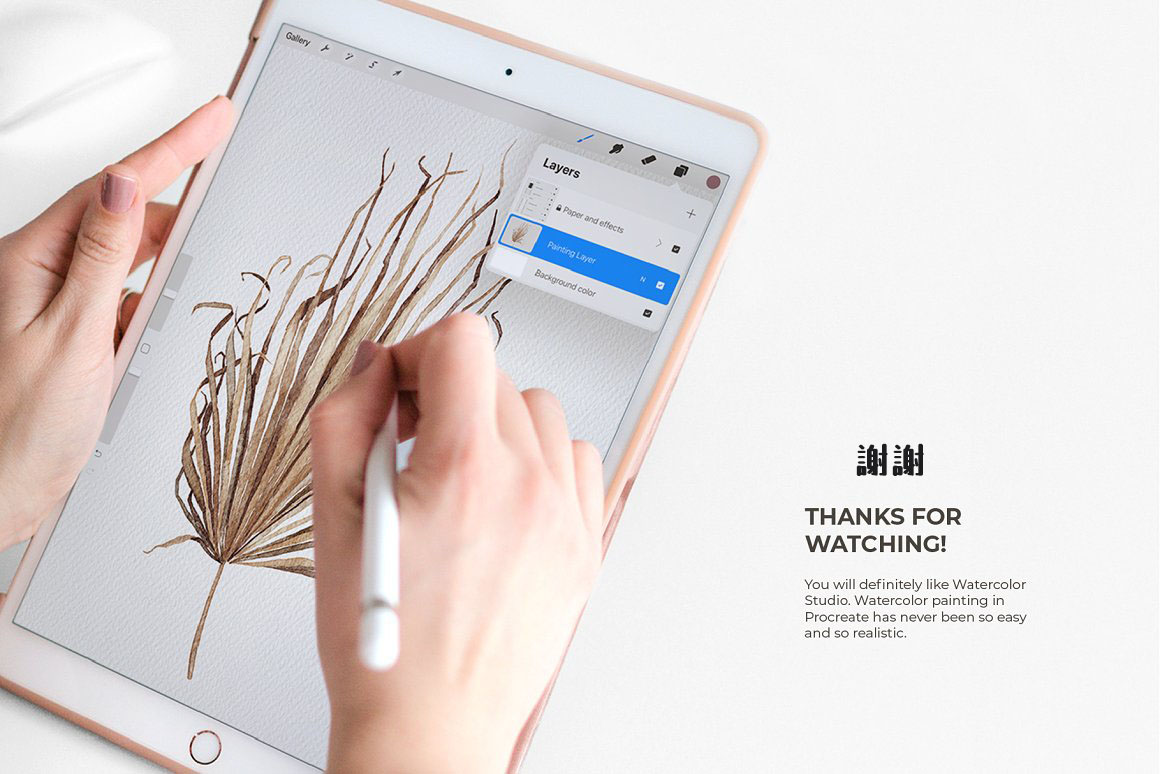 Gallery
Layers
Paper and effects
Painting Layer
N
Background color
謝謝
THANKS FOR
WATCHING!
You will definitely like Watercolor
Studio. Watercolor painting in
Procreate has never been so easy
and so realistic.